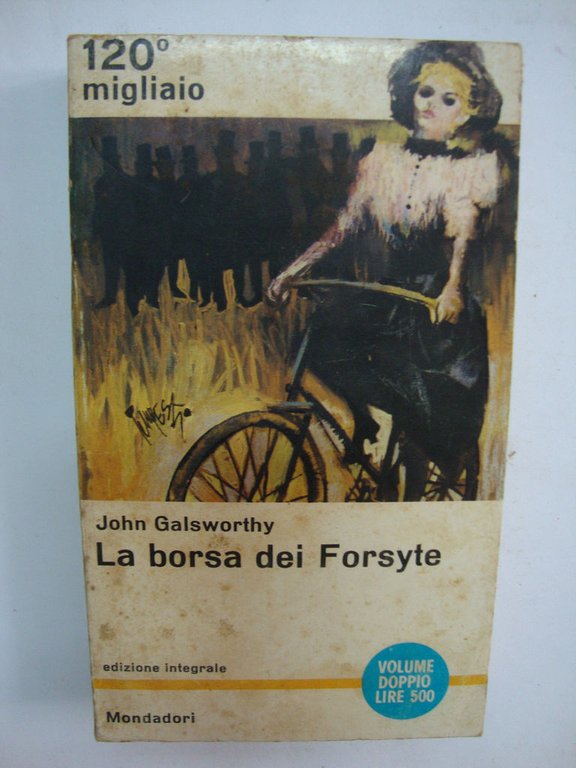 120°
migliaio
John Galsworthy
La borsa dei Forsyte
edizione integrale
VOLUME
DOPPIO
LIRE 500
Mondadori